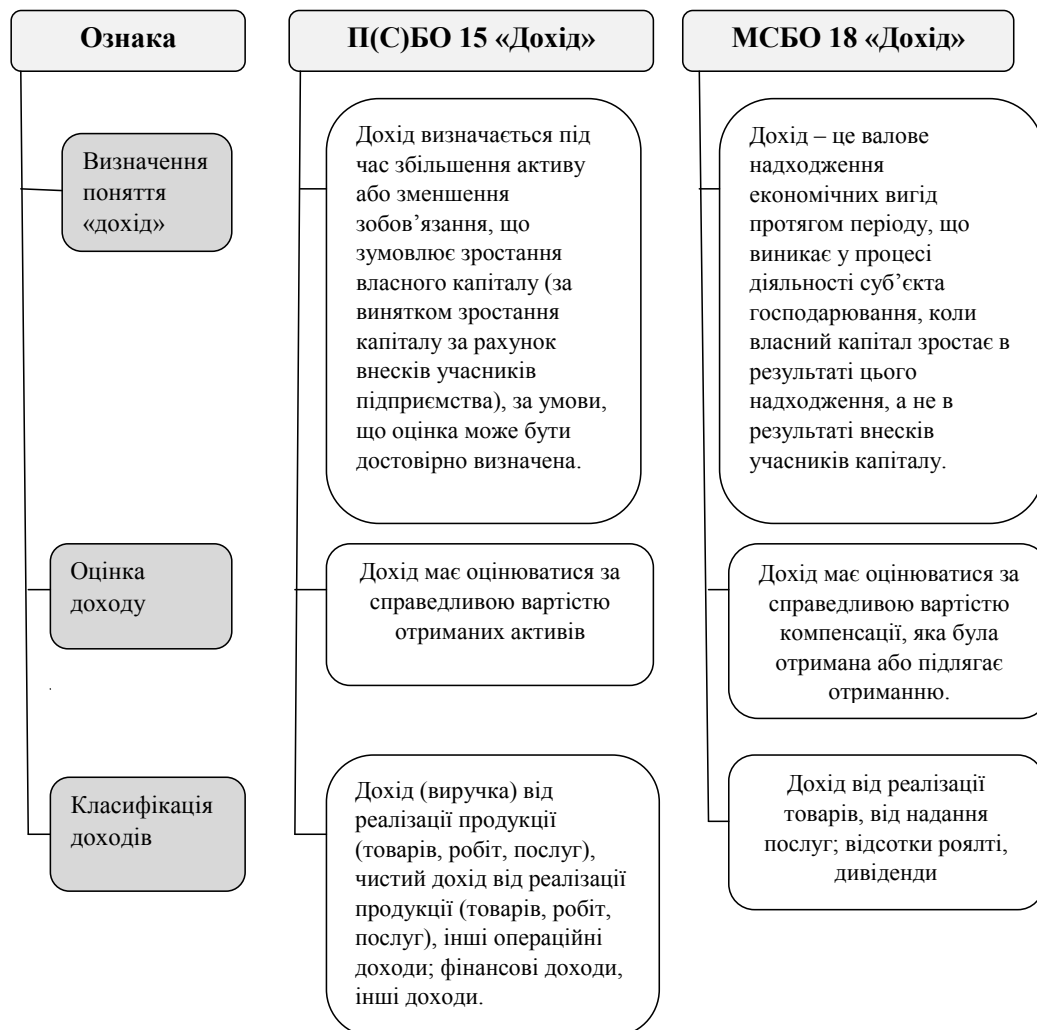 Ознака
П(С)БО 15 «Дохід»
МСБО 18 «Дохід»
Визначення
поняття
«дохід»
Дохід визначається під
час збільшення активу
або зменшення
зобов’язання, що
зумовлює зростання
власного капіталу (за
винятком зростання
капіталу за рахунок
внесків учасників
підприємства), за умови,
що оцінка може бути
достовірно визначена.
Дохід – це валове
надходження
економічних вигід
протягом періоду, що
виникає у процесі
діяльності суб’єкта
господарювання, коли
власний капітал зростає в
результаті цього
надходження, а не в
результаті внесків
учасників капіталу.
Оцінка
доходу
Дохід має оцінюватися за
справедливою вартістю
отриманих активів
Дохід має оцінюватися за
справедливою вартістю
компенсації, яка була
отримана або підлягає
отриманню.
Класифікація
доходів
Дохід (виручка) від
реалізації продукції
(товарів, робіт, послуг),
чистий дохід від реалізації
продукції (товарів, робіт,
послуг), інші операційні
доходи; фінансові доходи,
інші доходи.
Дохід від реалізації
товарів, від надання
послуг; відсотки роялті,
дивіденди